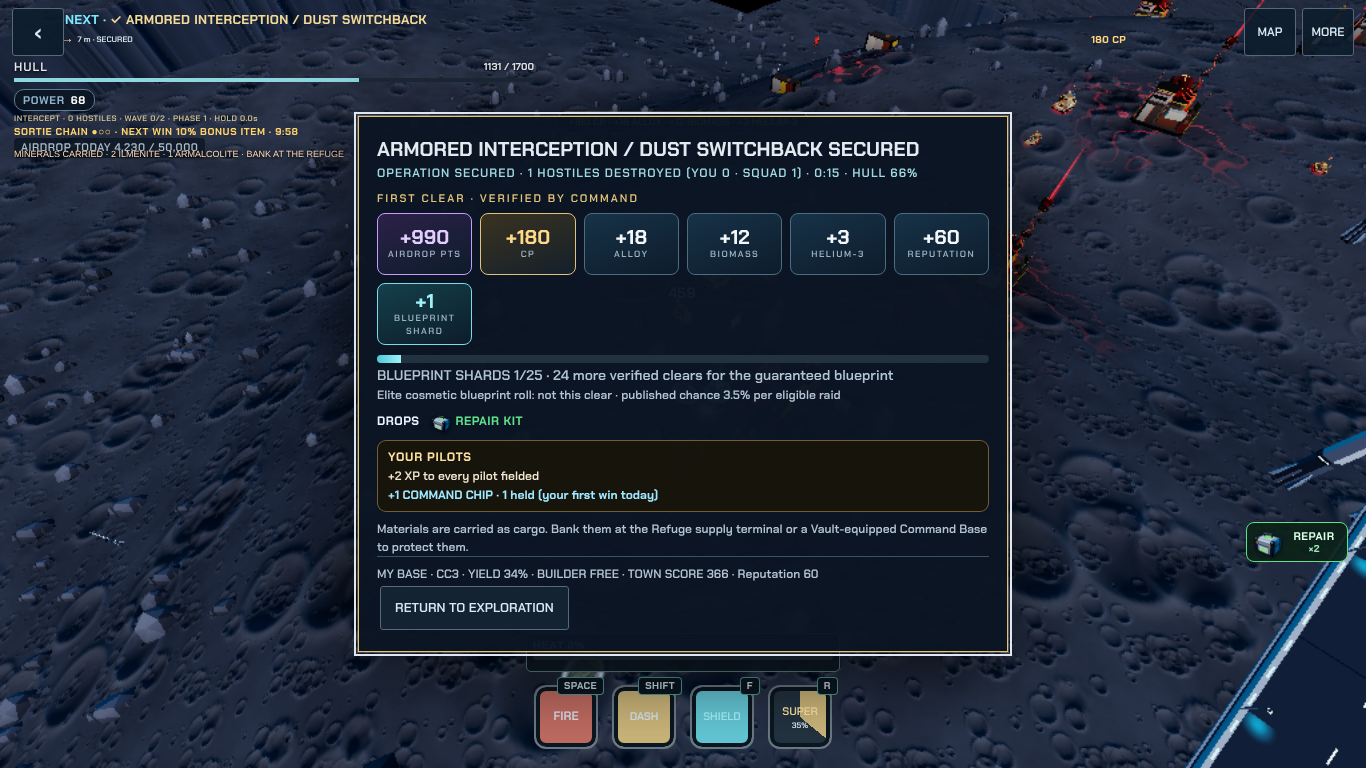 ‹
NEXT · ✓ ARMORED INTERCEPTION / DUST SWITCHBACK
→ 7 m · SECURED
HULL
1131 / 1700
POWER 68
INTERCEPT · 0 HOSTILES · WAVE 0/2 · PHASE 1 · HOLD 0.0s
SORTIE CHAIN ●○○ · NEXT WIN 10% BONUS ITEM · 9:58
AIRDROP TODAY 4,230 / 50,000
MINERALS CARRIED · 2 ILMENITE · 1 ARMALCOLITE · BANK AT THE REFUGE
180 CP
MAP
MORE
ARMORED INTERCEPTION / DUST SWITCHBACK SECURED
OPERATION SECURED · 1 HOSTILES DESTROYED (YOU 0 · SQUAD 1) · 0:15 · HULL 66%
FIRST CLEAR · VERIFIED BY COMMAND
+990
AIRDROP PTS
+180
CP
+18
ALLOY
+12
BIOMASS
+3
HELIUM-3
+60
REPUTATION
+1
BLUEPRINT
SHARD
459
BLUEPRINT SHARDS 1/25 · 24 more verified clears for the guaranteed blueprint
Elite cosmetic blueprint roll: not this clear · published chance 3.5% per eligible raid
DROPS REPAIR KIT
YOUR PILOTS
+2 XP to every pilot fielded
+1 COMMAND CHIP · 1 held (your first win today)
Materials are carried as cargo. Bank them at the Refuge supply terminal or a Vault-equipped Command Base
to protect them.
MY BASE · CC3 · YIELD 34% · BUILDER FREE · TOWN SCORE 366 · Reputation 60
RETURN TO EXPLORATION
REPAIR
×2
SPACE
FIRE
SHIFT
DASH
F
SHIELD
R
SUPER
35%